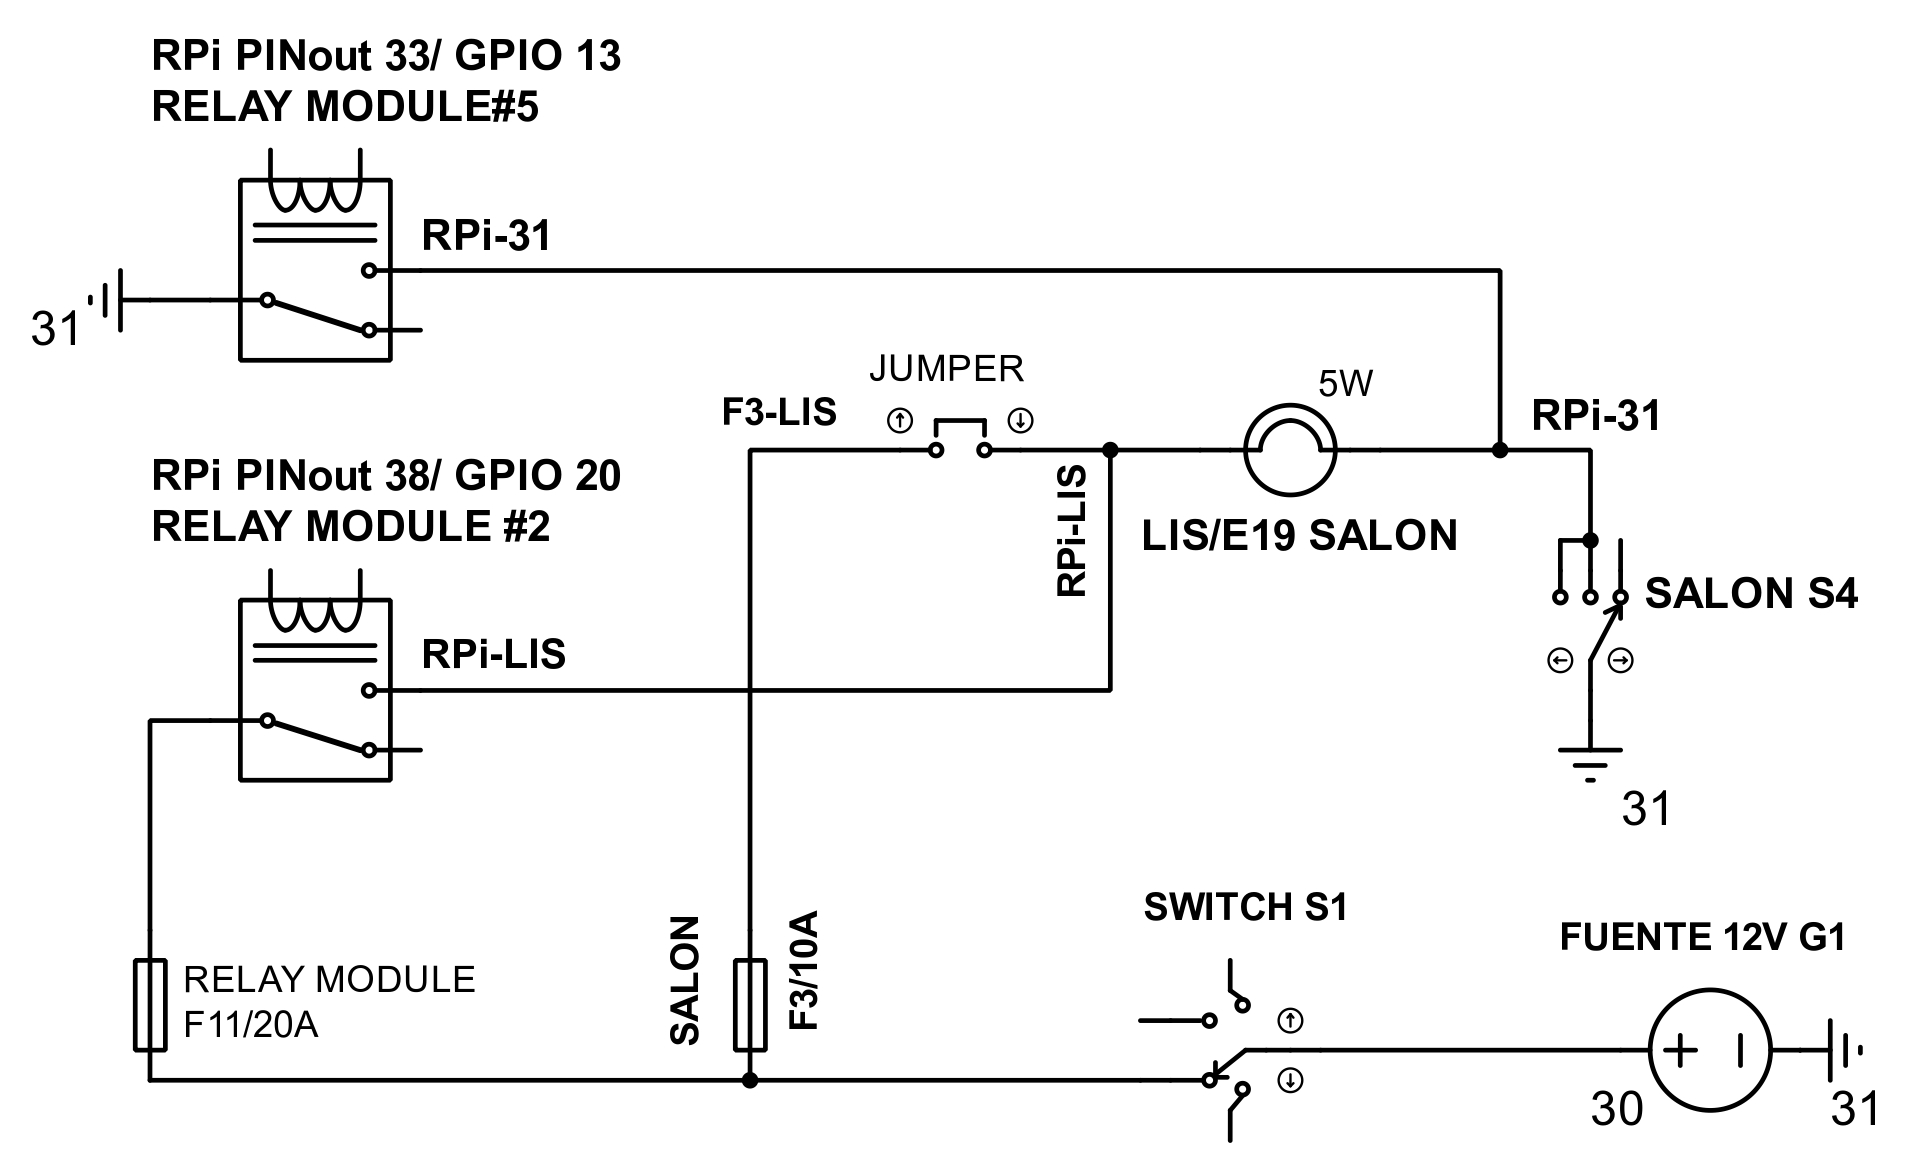 RPi PINout 33/ GPIO 13
RELAY MODULE#5
RPi-31
31
JUMPER
5W
F3-LIS
RPi-31
RPi PINout 38/ GPIO 20
RELAY MODULE #2
RPi-LIS
LIS/E19 SALON
SALON S4
RPi-LIS
31
SWITCH S1
SALON
F3/10A
FUENTE 12V G1
RELAY MODULE
F11/20A
30
31